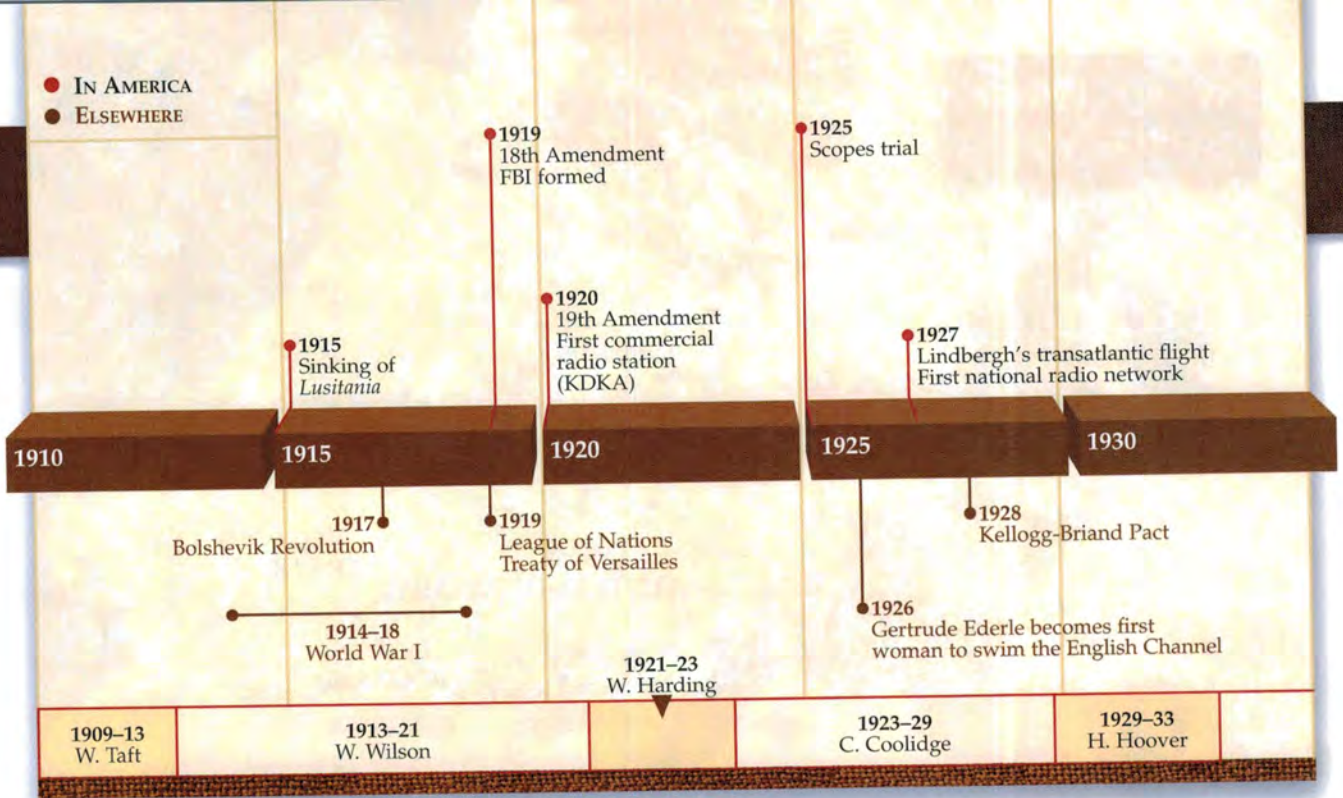 IN AMERICA
ELSEWHERE
1919
18th Amendment
FBI formed
1925
Scopes trial
1920
19th Amendment
First commercial
radio station
(KDKA)
1915
Sinking of
Lusitania
1927
Lindbergh's transatlantic flight
First national radio network
1910
1915
1920
1925
1930
1917
Bolshevik Revolution
1919
League of Nations
Treaty of Versailles
1928
Kellogg-Briand Pact
1914–18
World War I
1926
Gertrude Ederle becomes first
woman to swim the English Channel
1921–23
W. Harding
1909–13
W. Taft
1913–21
W. Wilson
1923–29
C. Coolidge
1929–33
H. Hoover